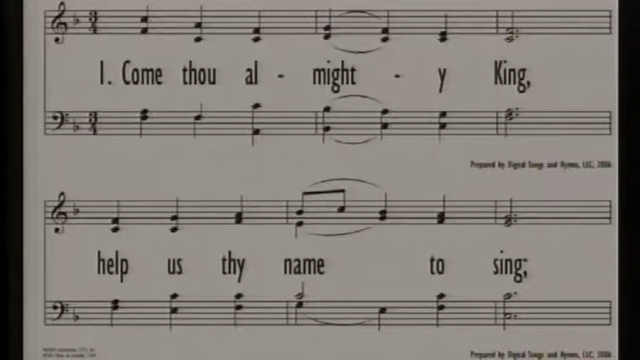 1. Come thou al - might - y King,
Prepared by Digital Songs and Hymns, LLC, 2006
help us thy name to sing;
Prepared by Digital Songs and Hymns, LLC, 2006